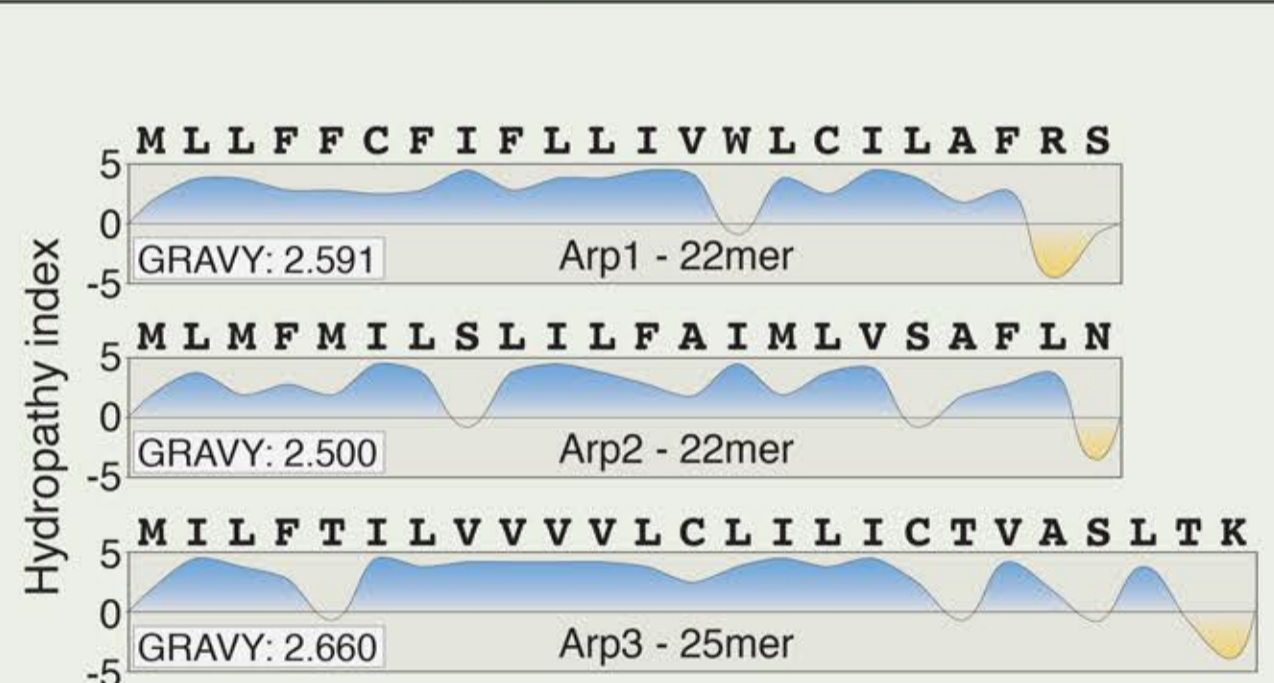 Hydropathy index
M L L F F C F I F L L I V W L C I L A F R S
5
0
-5
GRAVY: 2.591
Arp1 - 22mer
M L M F M I L S L I L F A I M L V S A F L N
5
0
-5
GRAVY: 2.500
Arp2 - 22mer
M I L F T I L V V V V L C L I L I C T V A S L T K
5
0
-5
GRAVY: 2.660
Arp3 - 25mer